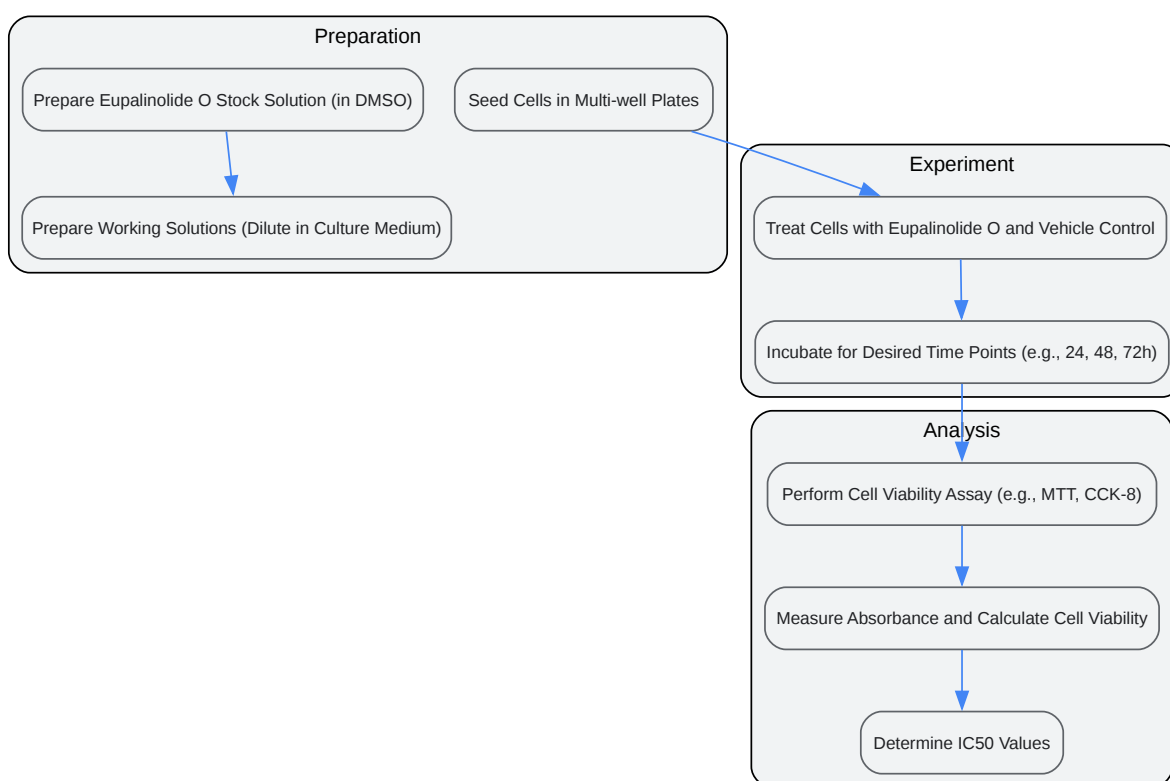 Preparation
Prepare Eupalinolide O Stock Solution (in DMSO)
Seed Cells in Multi-well Plates
Prepare Working Solutions (Dilute in Culture Medium)
Experiment
Treat Cells with Eupalinolide O and Vehicle Control
Incubate for Desired Time Points (e.g., 24, 48, 72h)
Analysis
Perform Cell Viability Assay (e.g., MTT, CCK-8)
Measure Absorbance and Calculate Cell Viability
Determine IC50 Values